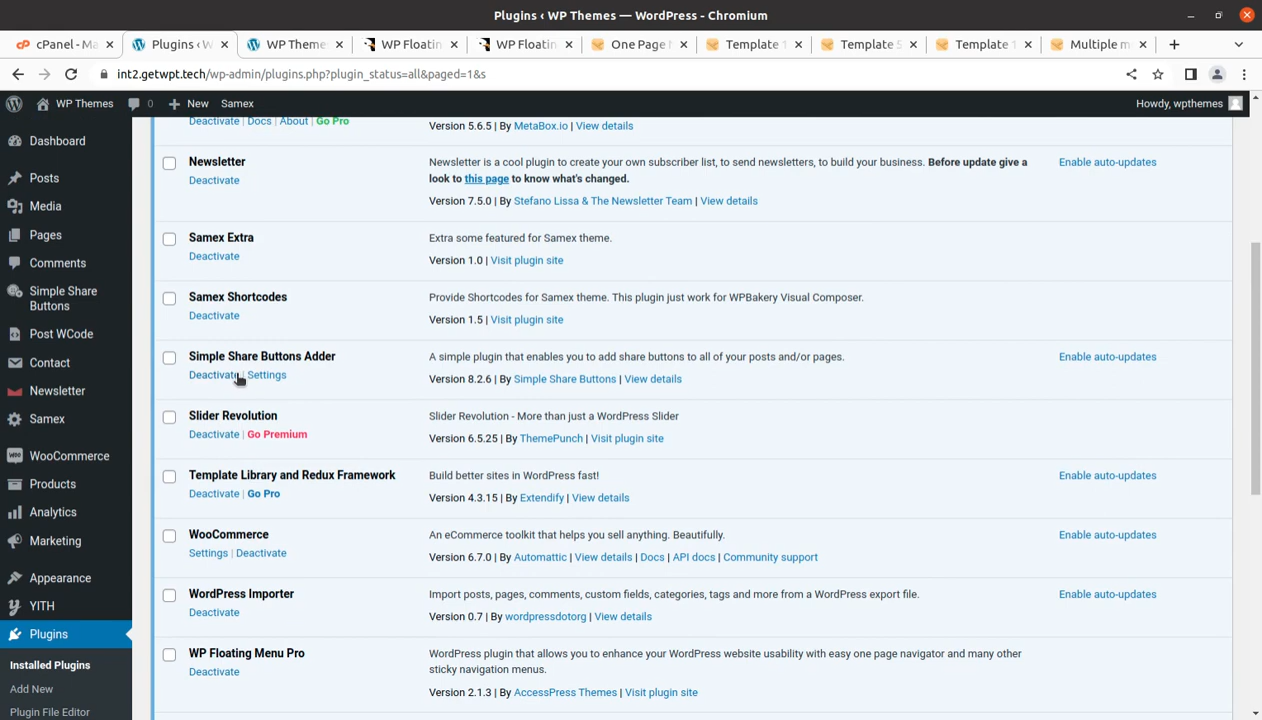 Plugins ‹ WP Themes — WordPress - Chromium
cPanel - Ma
Plugins ‹ W
WP Theme
WP Floatin
WP Floatin
One Page
Template 1
Template 5
Template 1
Multiple m
int2.getwpt.tech/wp-admin/plugins.php?plugin_status=all&paged=1&s
WP Themes
0
New
Samex
Howdy, wpthemes
Dashboard
Posts
Media
Pages
Comments
Simple Share
Buttons
Post WCode
Contact
Newsletter
Samex
WooCommerce
Products
Analytics
Marketing
Appearance
YITH
Plugins
Installed Plugins
Add New
Plugin File Editor
Deactivate | Docs | About | Go Pro
Version 5.6.5 | By MetaBox.io | View details
Newsletter
Deactivate
Newsletter is a cool plugin to create your own subscriber list, to send newsletters, to build your business. Before update give a
look to this page to know what's changed.
Version 7.5.0 | By Stefano Lissa & The Newsletter Team | View details
Enable auto-updates
Samex Extra
Deactivate
Extra some featured for Samex theme.
Version 1.0 | Visit plugin site
Samex Shortcodes
Deactivate
Provide Shortcodes for Samex theme. This plugin just work for WPBakery Visual Composer.
Version 1.5 | Visit plugin site
Simple Share Buttons Adder
Deactivate | Settings
A simple plugin that enables you to add share buttons to all of your posts and/or pages.
Version 8.2.6 | By Simple Share Buttons | View details
Enable auto-updates
Slider Revolution
Deactivate | Go Premium
Slider Revolution - More than just a WordPress Slider
Version 6.5.25 | By ThemePunch | Visit plugin site
Template Library and Redux Framework
Deactivate | Go Pro
Build better sites in WordPress fast!
Version 4.3.15 | By Extendify | View details
Enable auto-updates
WooCommerce
Settings | Deactivate
An eCommerce toolkit that helps you sell anything. Beautifully.
Version 6.7.0 | By Automattic | View details | Docs | API docs | Community support
Enable auto-updates
WordPress Importer
Deactivate
Import posts, pages, comments, custom fields, categories, tags and more from a WordPress export file.
Version 0.7 | By wordpressdotorg | View details
Enable auto-updates
WP Floating Menu Pro
Deactivate
WordPress plugin that allows you to enhance your WordPress website usability with easy one page navigator and many other
sticky navigation menus.
Version 2.1.3 | By AccessPress Themes | Visit plugin site